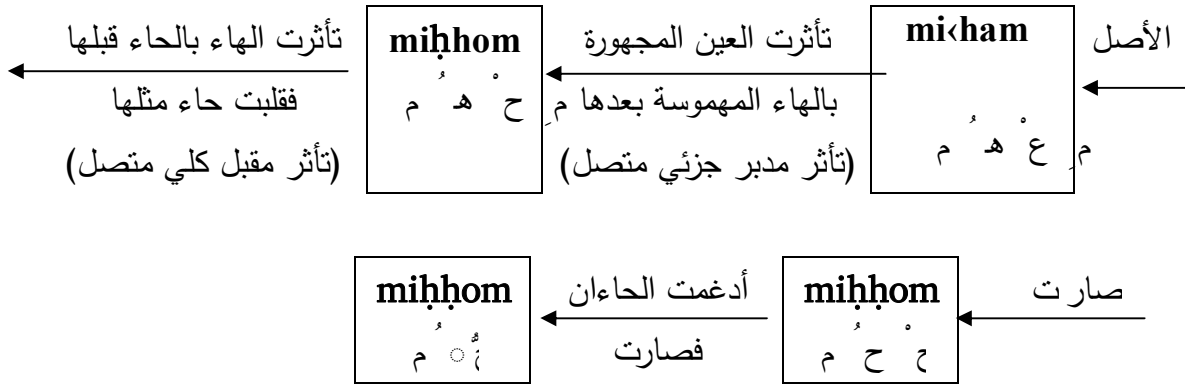 الأصل
mi‹ham
مِ عْ هـُ م
تأثرت العين المجهورة
بالهاء المهموسة بعدها
(تأثر مدبر جزئي متصل)
miḥhom
مِ حْ هـُ م
تأثرت الهاء بالحاء قبلها
فقلبت حاء مثلها
(تأثر مقبل كلي متصل)
صار ت
miḥḥom
حْ حُ م
أدغمت الحاءان
فصارت
miḥḥom
م